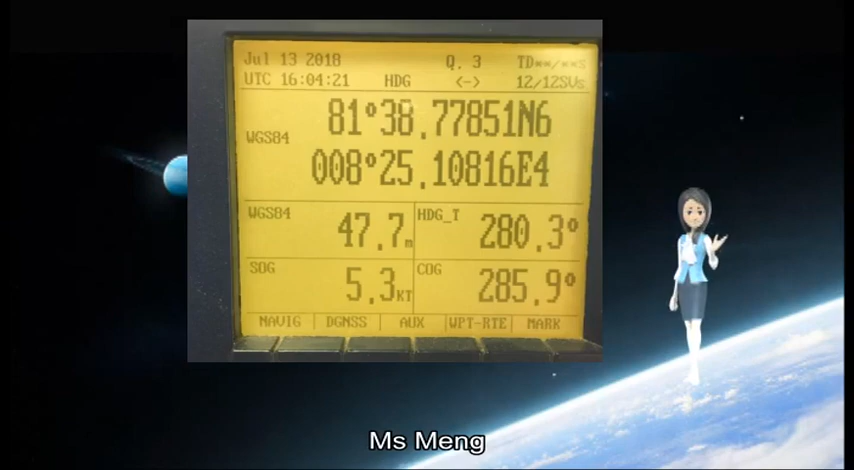 Jul 13 2018 Q. 3 TD**/**s
UTC 16:04:21 HDG <-> 12/12SVs
WGS84
81°38.77851N6
008°25.10816E4
WGS84 47.7m HDG_T 280.3°
SOG 5.3KT COG 285.9°
NAVIG DGNSS AUX WPT-RTE MARK
Ms Meng